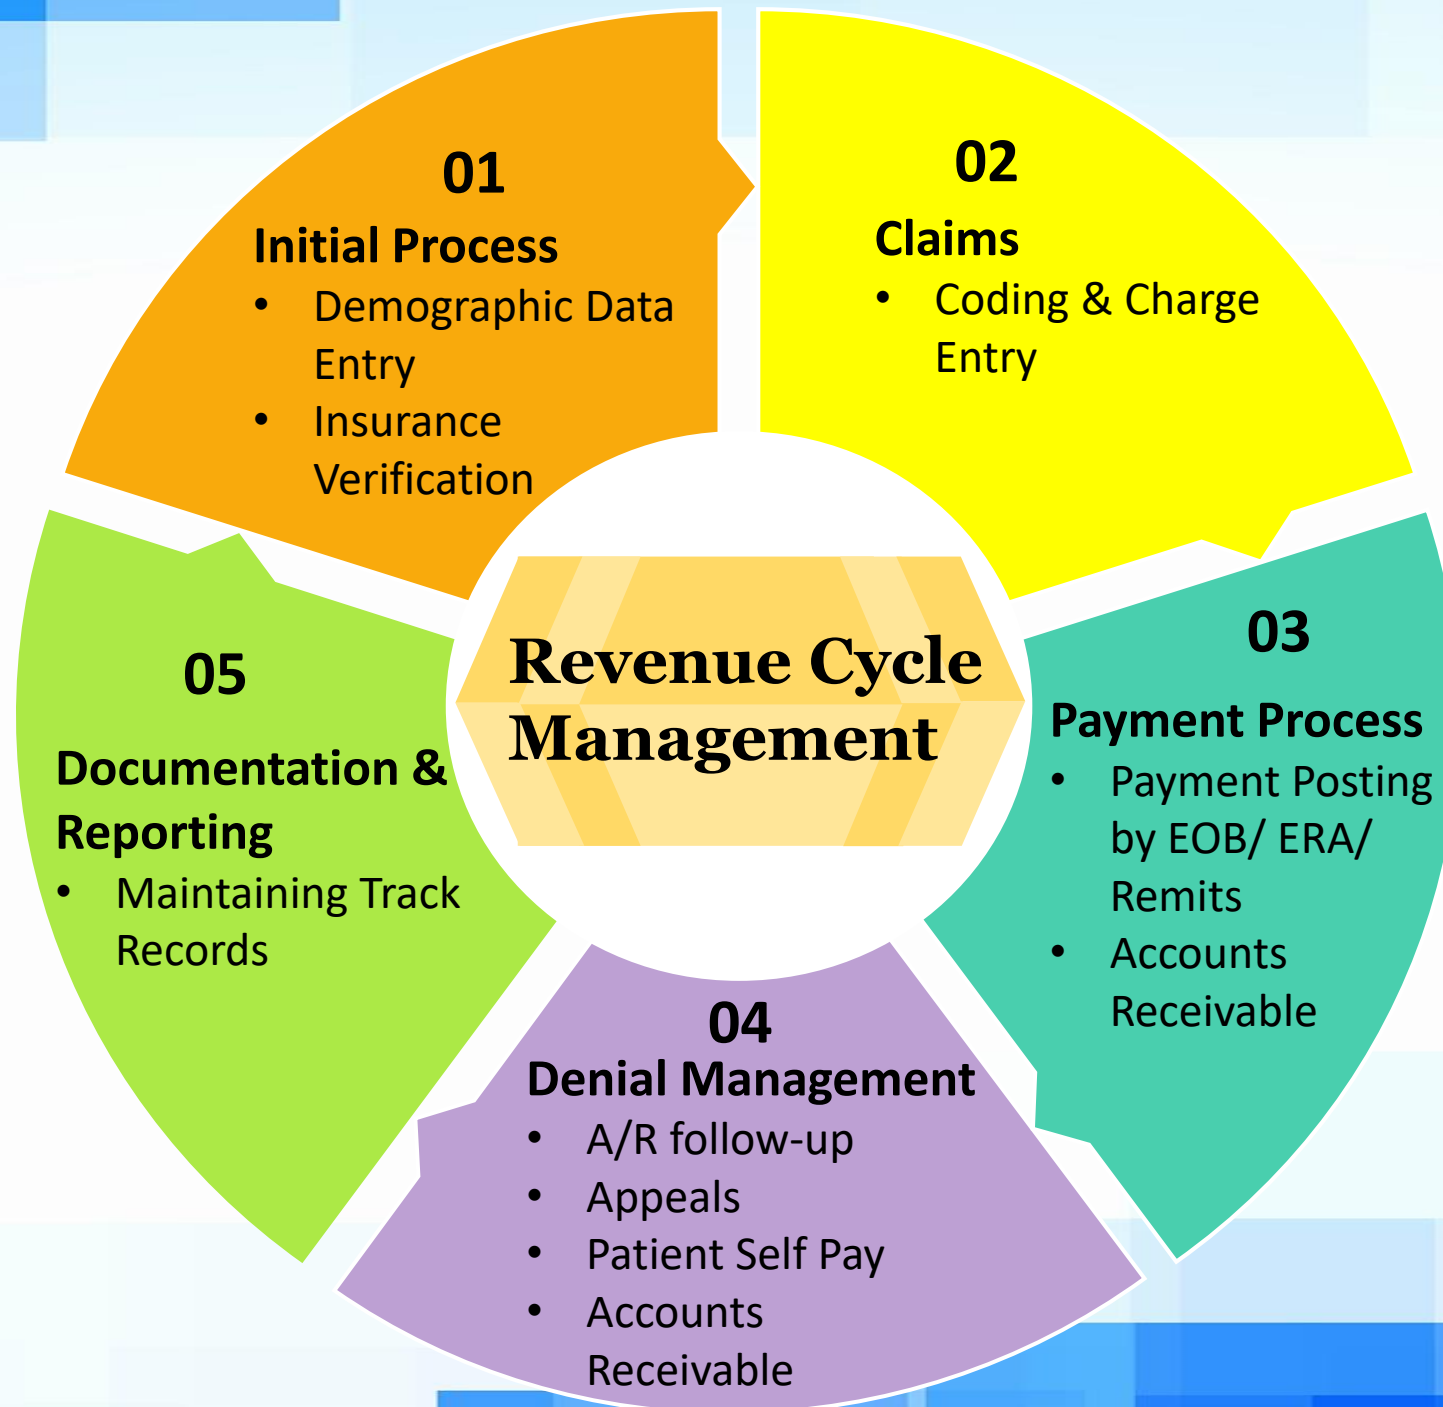 01
Initial Process
• Demographic Data
Entry
• Insurance
Verification
02
Claims
• Coding & Charge
Entry
03
Payment Process
• Payment Posting
by EOB/ ERA/
Remits
• Accounts
Receivable
04
Denial Management
• A/R follow-up
• Appeals
• Patient Self Pay
• Accounts
Receivable
05
Documentation &
Reporting
• Maintaining Track
Records
Revenue Cycle
Management